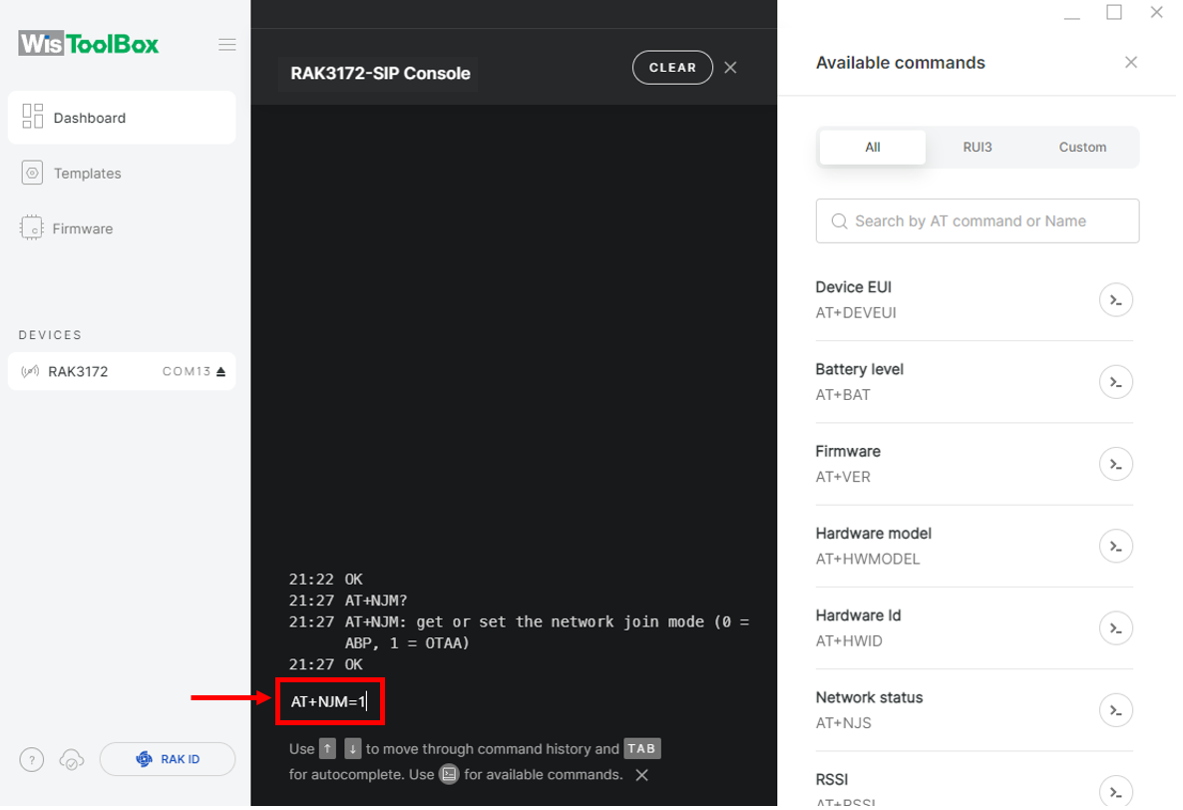 WisToolBox
Dashboard
Templates
Firmware
DEVICES
RAK3172 COM13
?
RAK ID
RAK3172-SIP Console
CLEAR
21:22 OK
21:27 AT+NJM?
21:27 AT+NJM: get or set the network join mode (0 =
ABP, 1 = OTAA)
21:27 OK
AT+NJM=1
Use ↑ ↓ to move through command history and TAB
for autocomplete. Use for available commands.
Available commands
All RUI3 Custom
Search by AT command or Name
Device EUI
AT+DEVEUI
Battery level
AT+BAT
Firmware
AT+VER
Hardware model
AT+HWMODEL
Hardware Id
AT+HWID
Network status
AT+NJS
RSSI
AT+RSSI